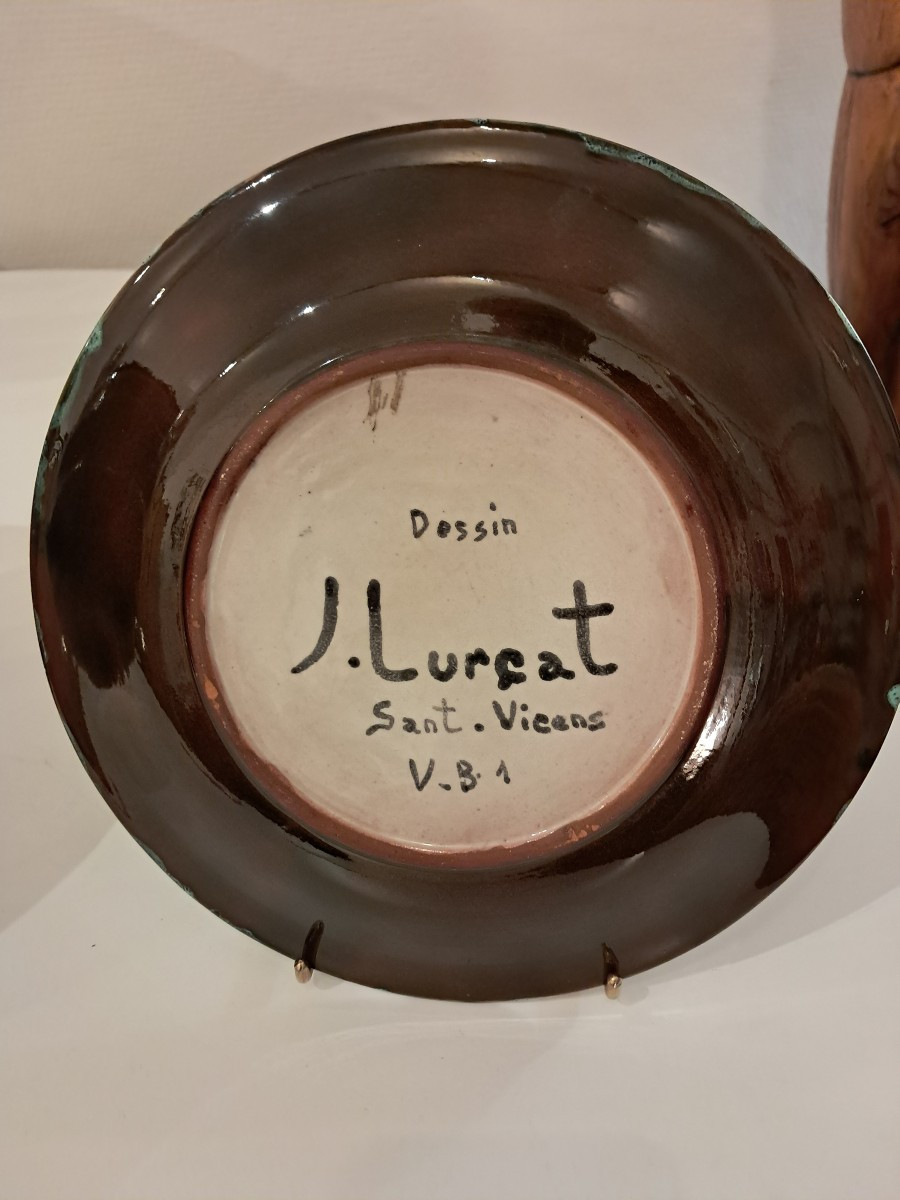 Dessin
J. Lurçat
Sant. Vicens
V.B. 1